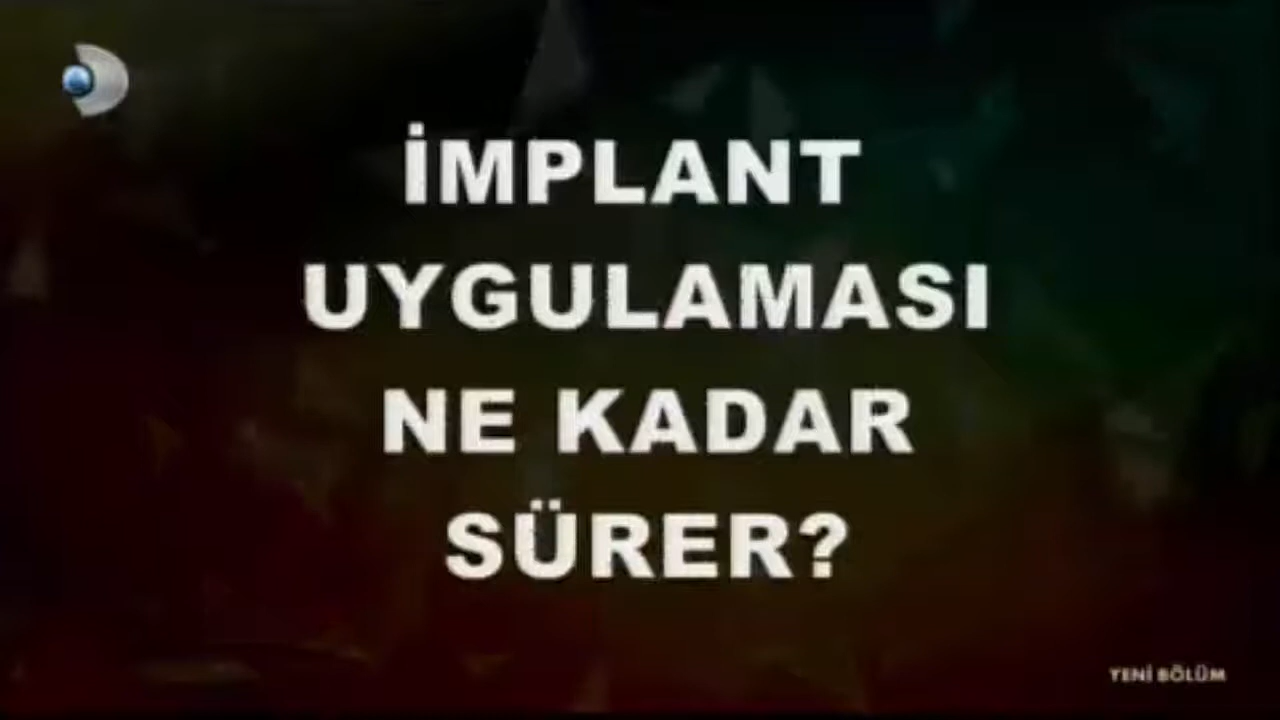 İMPLANT
UYGULAMASI
NE KADAR
SÜRER?
YENİ BÖLÜM